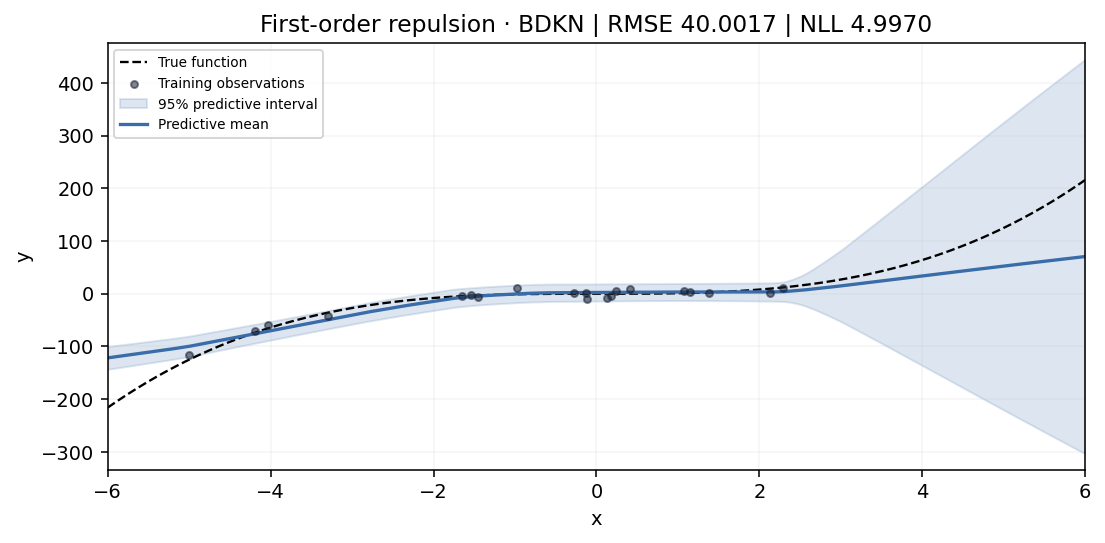 First-order repulsion · BDKN | RMSE 40.0017 | NLL 4.9970
True function
Training observations
95% predictive interval
Predictive mean
400
300
200
100
0
−100
−200
−300
y
−6
−4
−2
0
2
4
6
x